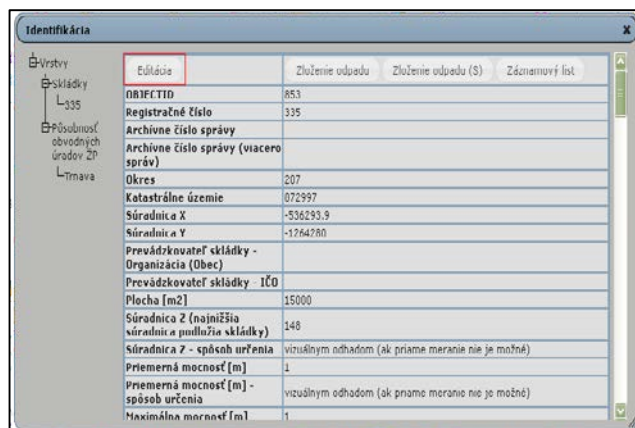 Identifikácia
x
Vrstvy
Skládky
335
Pôsobnosť
obvodných
úradov ŽP
Trnava
Editácia
Zloženie odpadu
Zloženie odpadu (S)
Záznamový list
OBJECTID 853
Registračné číslo 335
Archívne číslo správy
Archívne číslo správy (viacero
správ)
Okres 207
Katastrálne územie 872997
Súradnica X -536293.9
Súradnica Y -1264280
Prevádzkovateľ skládky -
Organizácia (Obec)
Prevádzkovateľ skládky - IČO
Plocha [m2] 15000
Súradnica Z (najnižšia
súradnica podložia skládky) 148
Súradnica Z - spôsob určenia vizuálnym odhadom (ak priame meranie nie je možné)
Priemerná mocnosť [m] 1
Priemerná mocnosť [m] -
spôsob určenia vizuálnym odhadom (ak priame meranie nie je možné)
Maximálna mocnosť [m] 1